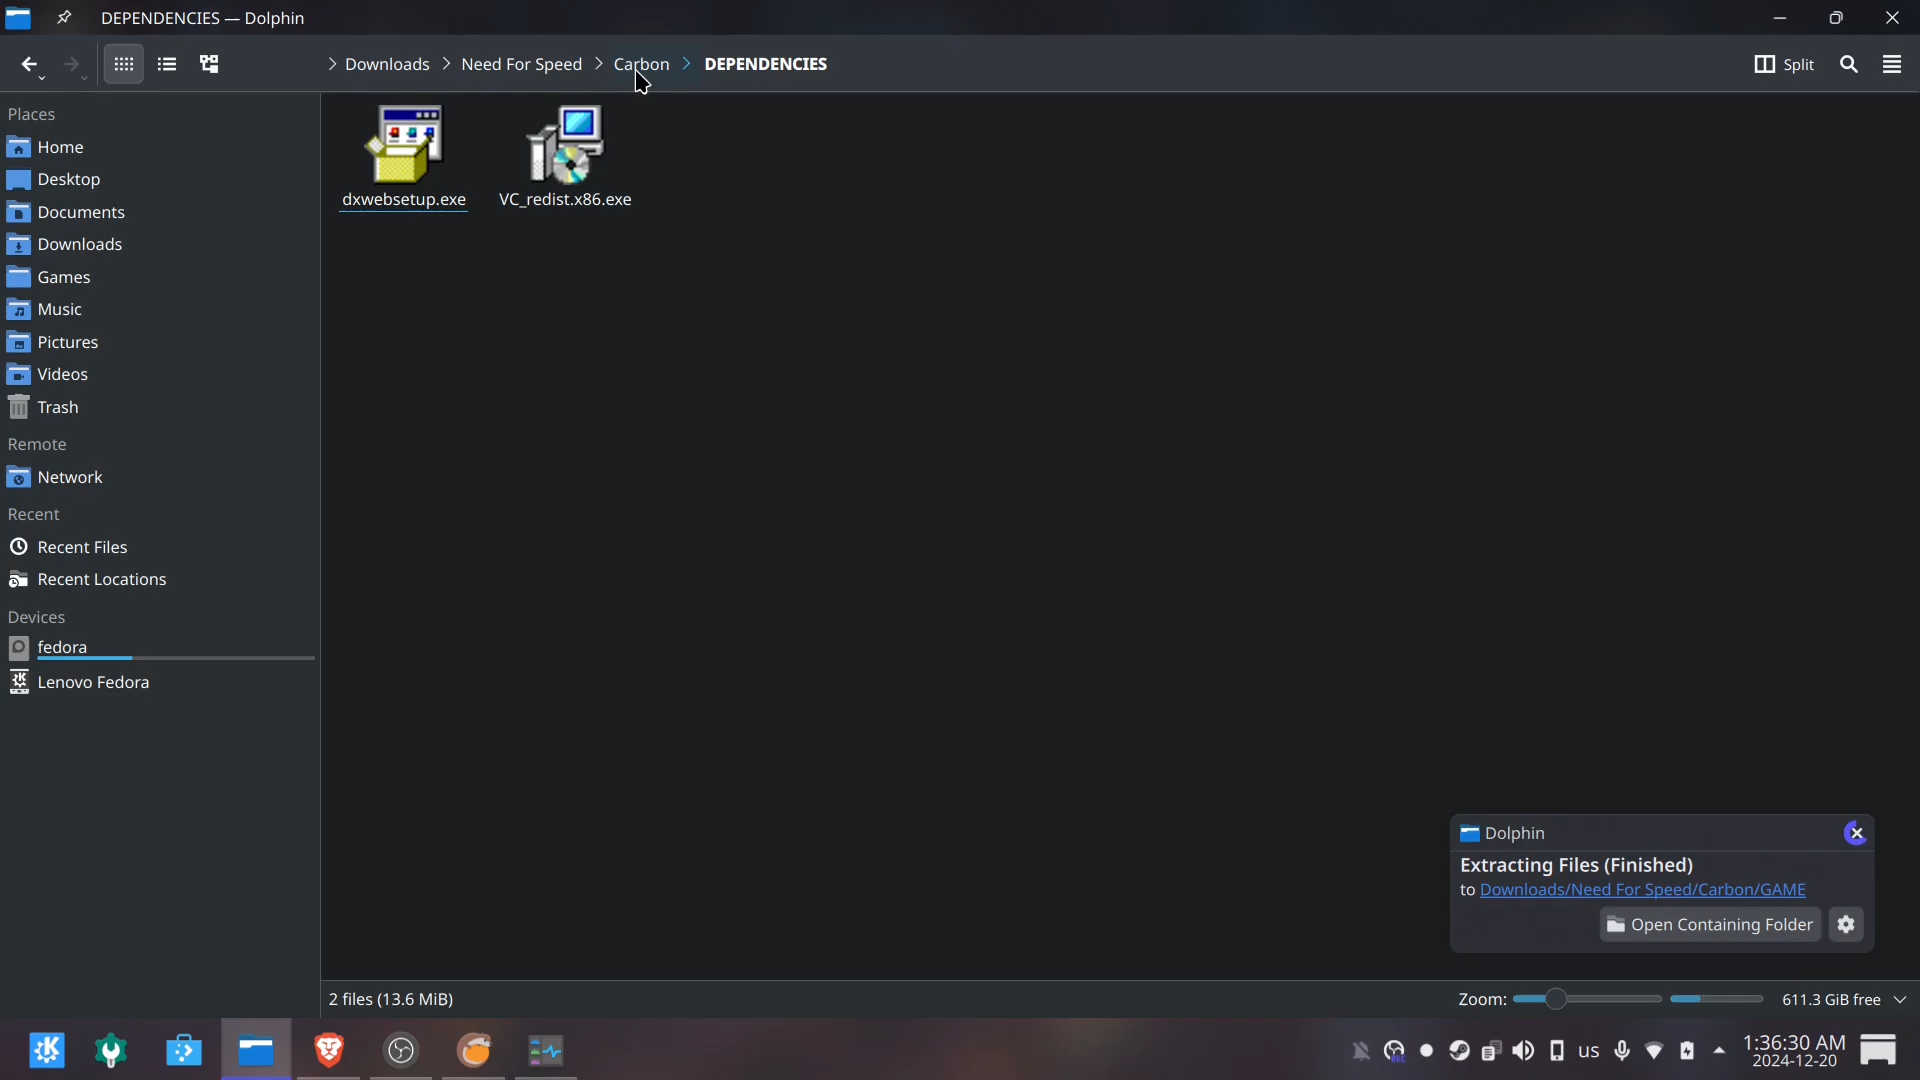 DEPENDENCIES — Dolphin
Downloads Need For Speed Carbon DEPENDENCIES
Split
Places
Home
Desktop
Documents
Downloads
Games
Music
Pictures
Videos
Trash
Remote
Network
Recent
Recent Files
Recent Locations
Devices
fedora
Lenovo Fedora
dxwebsetup.exe
VC_redist.x86.exe
Dolphin
Extracting Files (Finished)
to Downloads/Need For Speed/Carbon/GAME
Open Containing Folder
2 files (13.6 MiB)
Zoom:
611.3 GiB free
REC
us
1:36:30 AM
2024-12-20